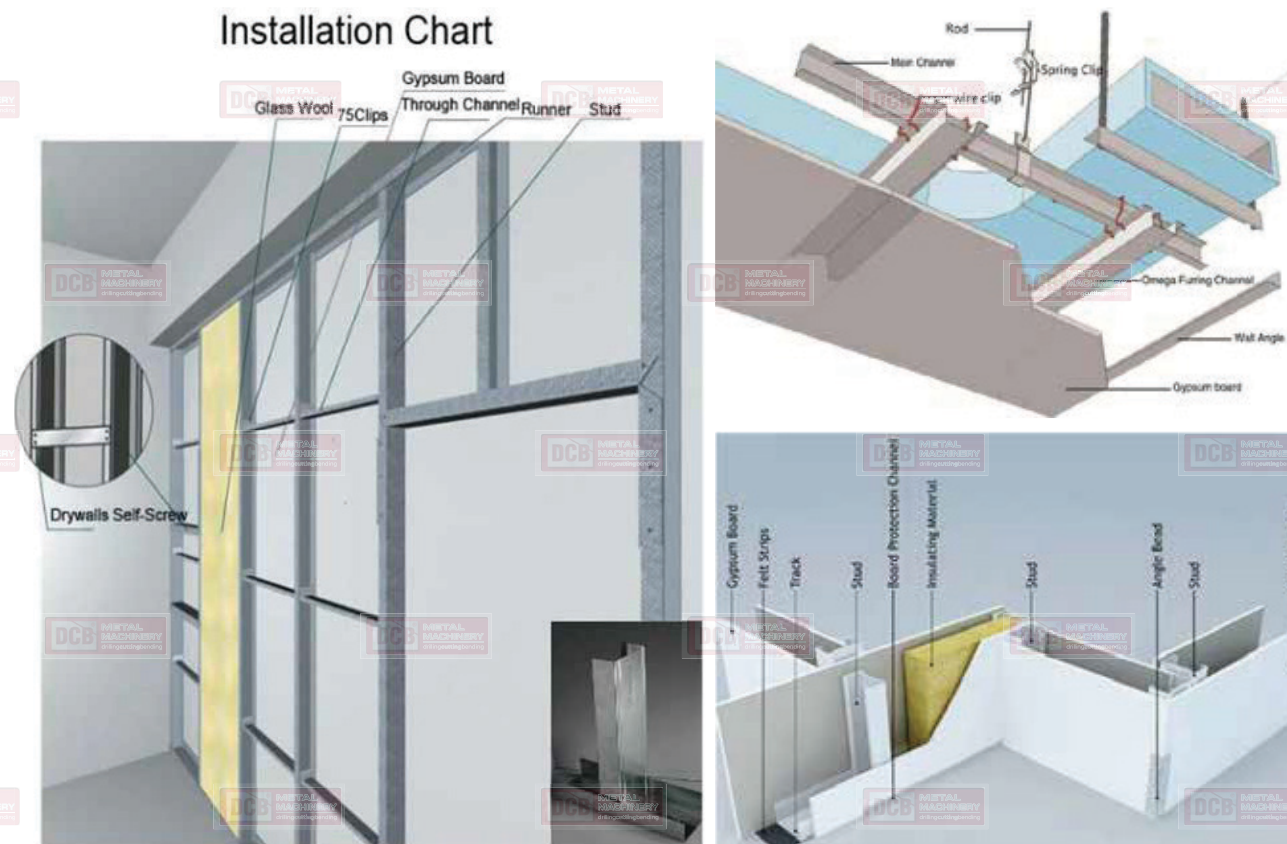 Installation Chart
Gypsum Board
Glass Wool
75Clips
Through Channel
Runner
Stud
Drywalls Self-Screw
Rod
Main Channel
Spring Clip
wire clip
Omega Furring Channel
Wall Angle
Gypsum board
Gypsum Board
Felt Strips
Track
Stud
Board Protection Channel
Insulating Material
Stud
Angle Bead
Stud
DCB METAL
MACHINERY